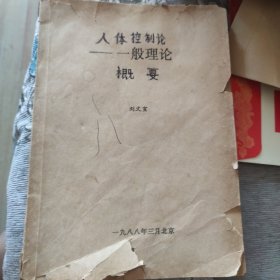 人体控制论
——一般理论
概要
刘文富
一九八八年三月北京